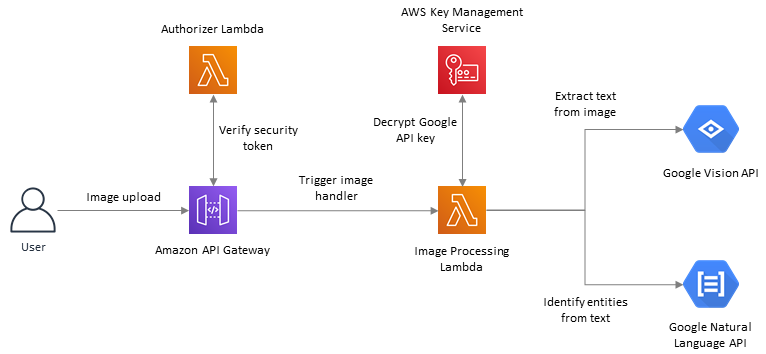 Authorizer Lambda
AWS Key Management
Service
Verify security
token
Decrypt Google
API key
Extract text
from image
Google Vision API
Image upload
Trigger image
handler
User
Amazon API Gateway
Image Processing
Lambda
Identify entities
from text
Google Natural
Language API